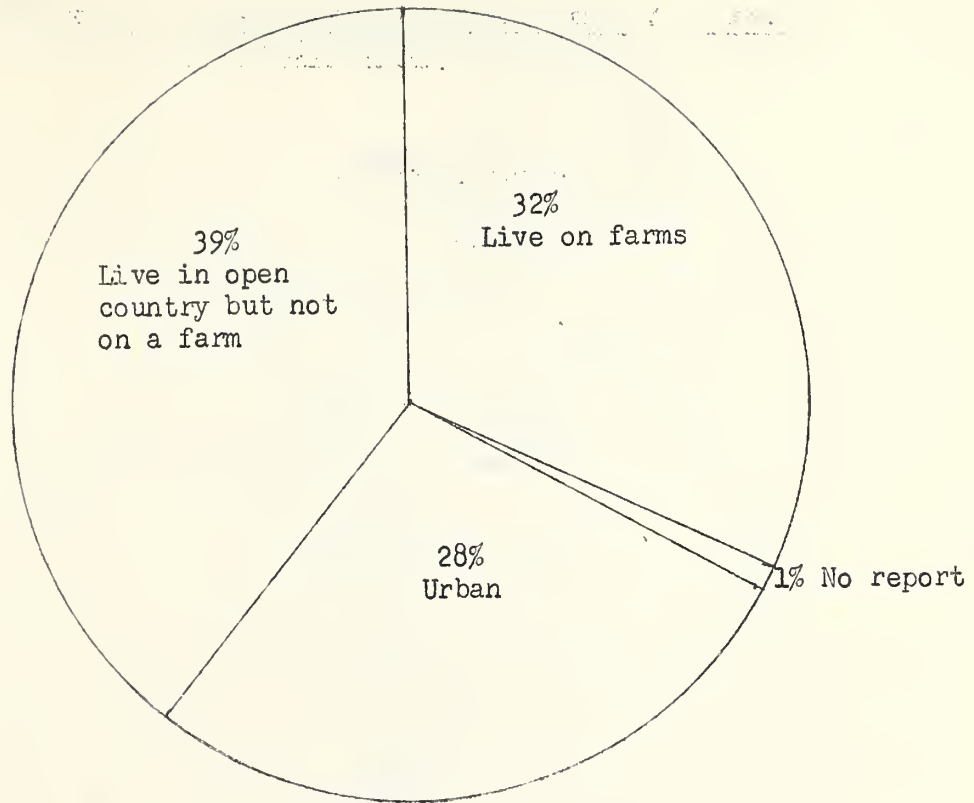 39%
Live in open
country but not
on a farm
32%
Live on farms
28%
Urban
1% No report